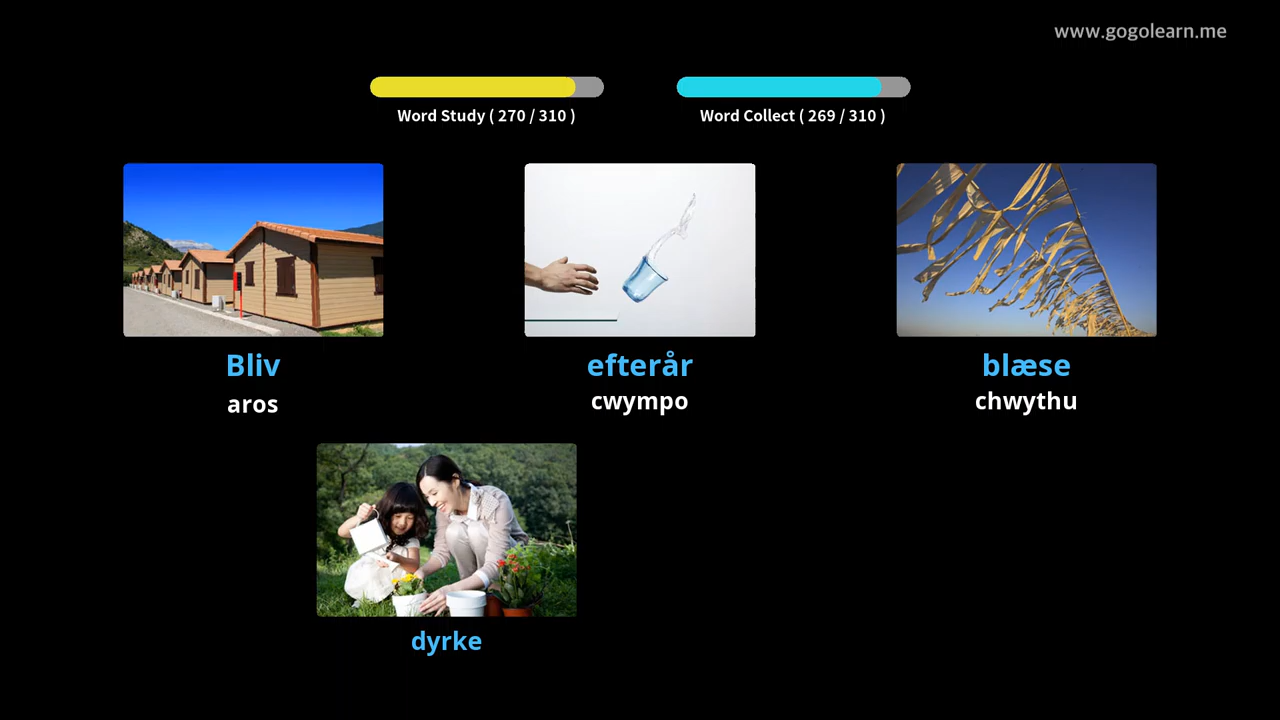 www.gogolearn.me
Word Study ( 270 / 310 )
Word Collect ( 269 / 310 )
Bliv
aros
efterår
cwympo
blæse
chwythu
dyrke